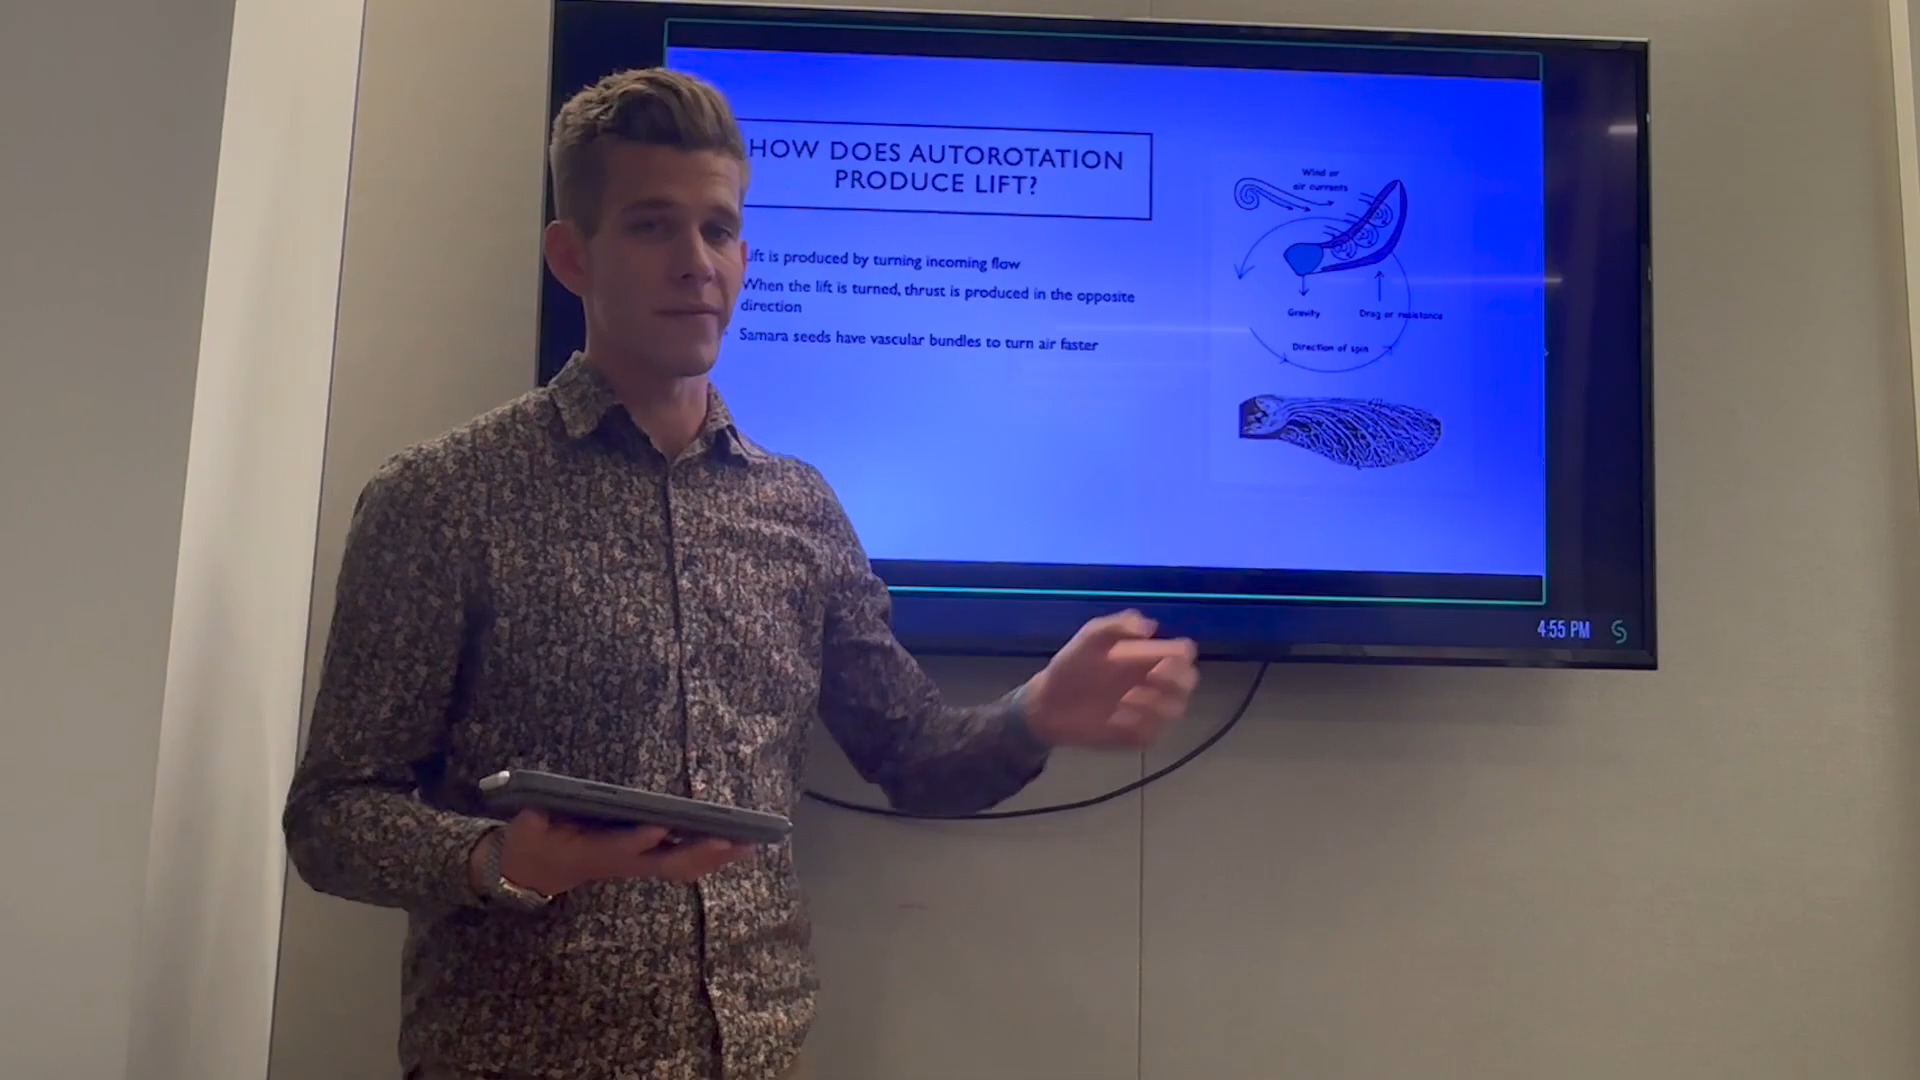 HOW DOES AUTOROTATION
PRODUCE LIFT?
Lift is produced by turning incoming flow
When the lift is turned, thrust is produced in the opposite
direction
Samara seeds have vascular bundles to turn air faster
Wind or
air currents
Gravity
Drag or resistance
Direction of spin
4:55 PM